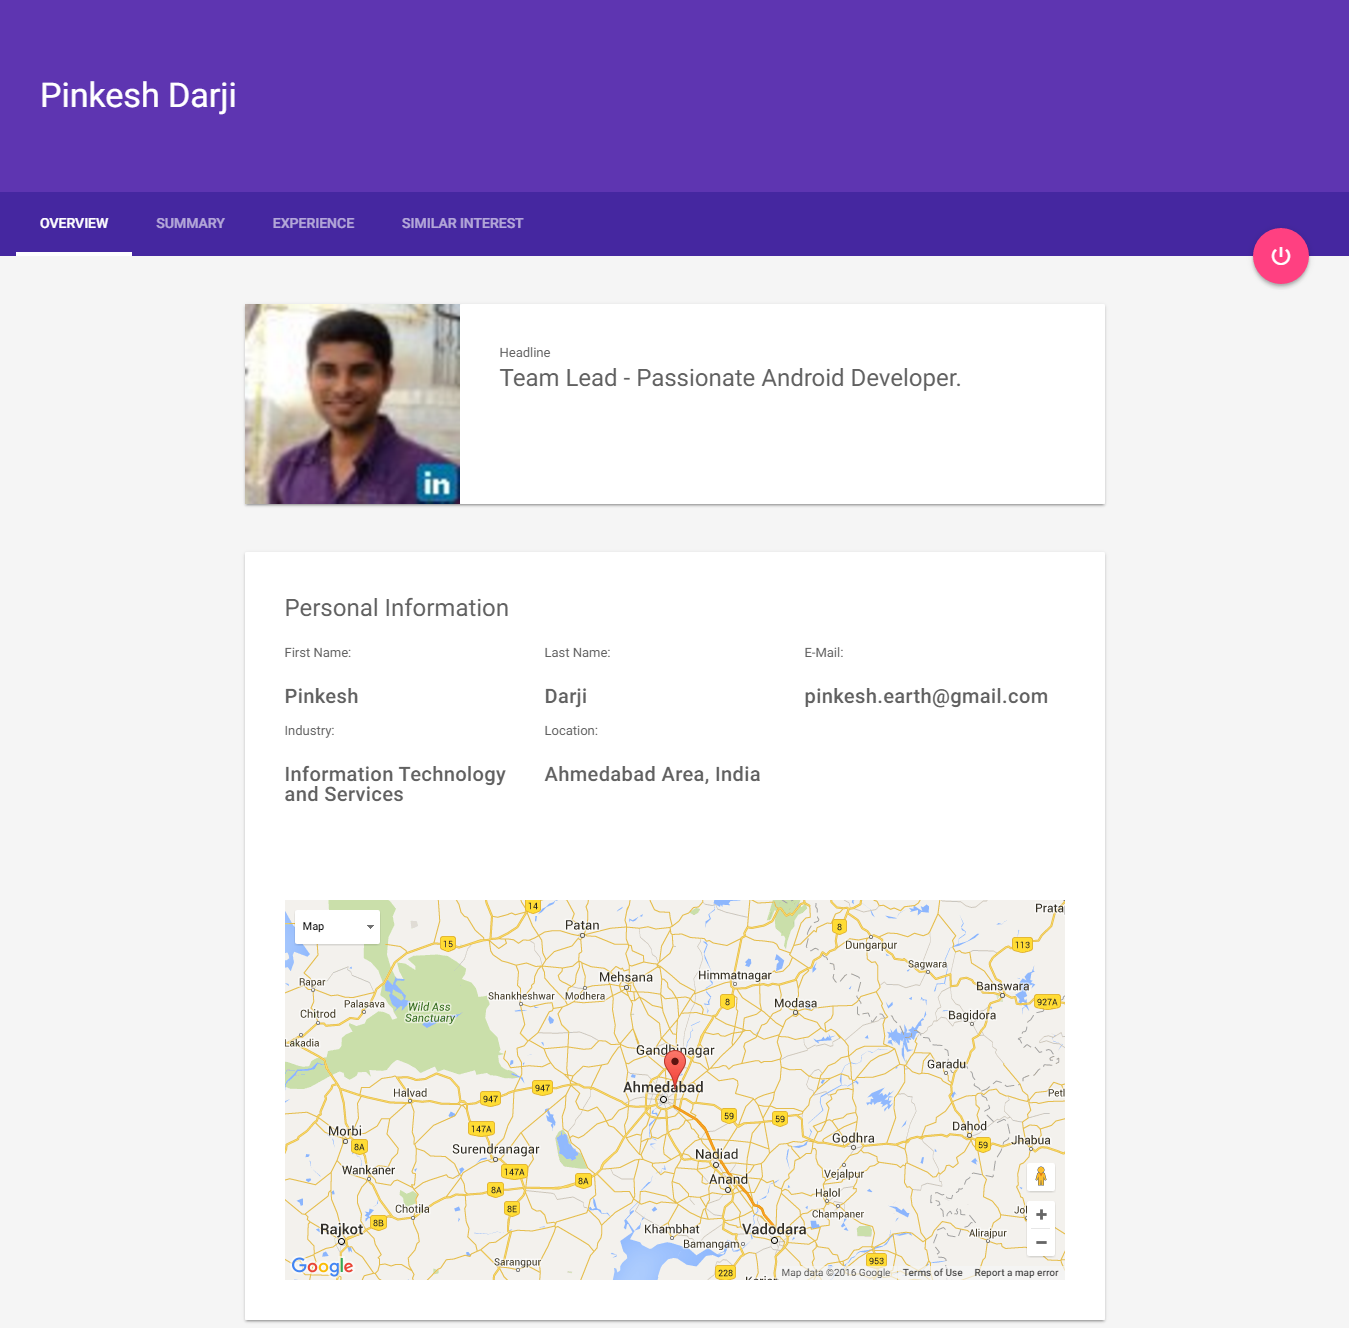 Pinkesh Darji
OVERVIEW
SUMMARY
EXPERIENCE
SIMILAR INTEREST
in
Headline
Team Lead - Passionate Android Developer.
Personal Information
First Name:
Last Name:
E-Mail:
Pinkesh
Darji
pinkesh.earth@gmail.com
Industry:
Location:
Information Technology
and Services
Ahmedabad Area, India
Map
14
Patan
Prata
15
8
Dungarpur
113
Sagwara
Rapar
Mehsana
Himmatnagar
Banswara
Palasava
Wild Ass
Sanctuary
Shankheshwar
Modhera
8
Modasa
927A
Chitrod
Bagidora
Lakadia
Gandhinagar
Garadu
Ahmedabad
Halvad
947
947
Petl
59
59
Morbi
147A
8A
Surendranagar
Godhra
Dahod
59
Jhabua
Nadiad
Wankaner
147A
8A
Anand
Vejalpur
8A
Halol
Chotila
8E
Champaner
Jol
Rajkot
8B
Khambhat
Vadodara
Alirajpur
Bamangam
Sarangpur
953
Google
228
Map data ©2016 Google
Terms of Use
Report a map error